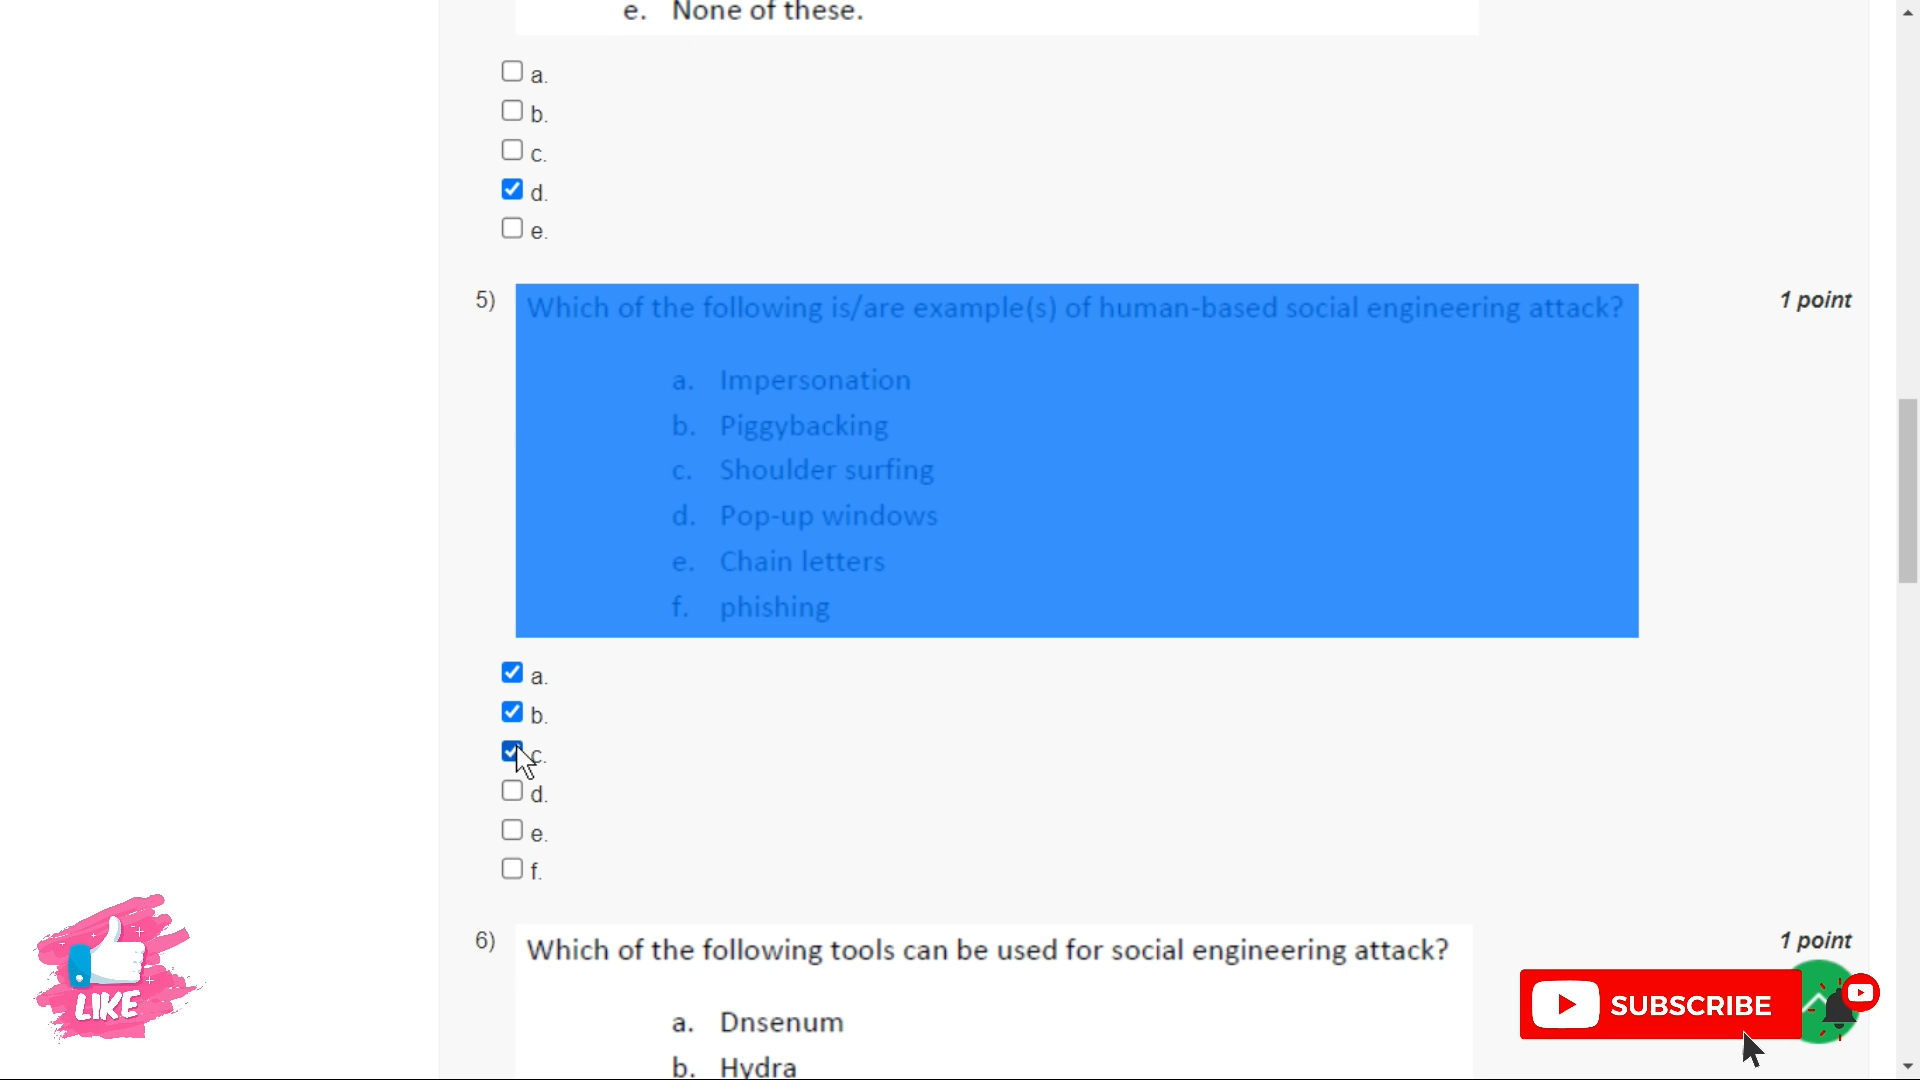 e. None of these.
a.
b.
c.
d.
e.
5) Which of the following is/are example(s) of human-based social engineering attack? 1 point
a. Impersonation
b. Piggybacking
c. Shoulder surfing
d. Pop-up windows
e. Chain letters
f. phishing
a.
b.
c.
d.
e.
f.
6) Which of the following tools can be used for social engineering attack? 1 point
a. Dnsenum
b. Hydra
LIKE
SUBSCRIBE